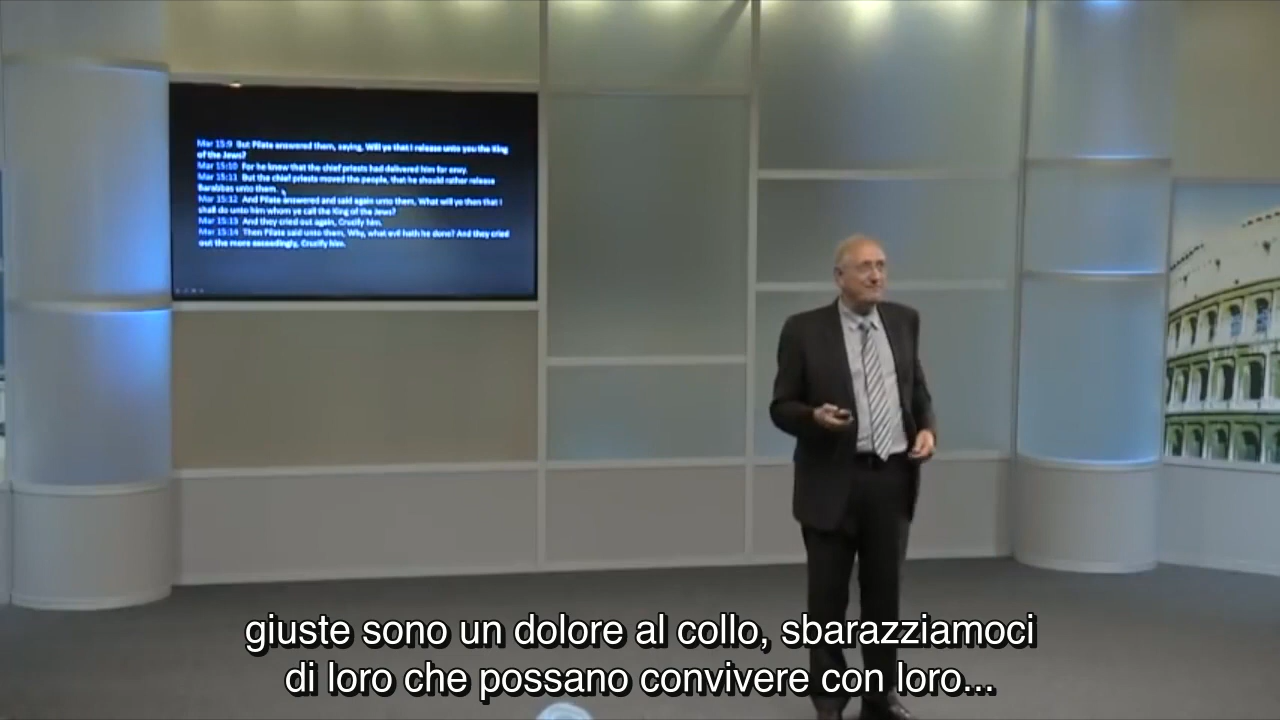 Mar 15:9 But Pilate answered them, saying, Will ye that I release unto you the King
of the Jews?
Mar 15:10 For he knew that the chief priests had delivered him for envy.
Mar 15:11 But the chief priests moved the people, that he should rather release
Barabbas unto them.
Mar 15:12 And Pilate answered and said again unto them, What will ye then that I
shall do unto him whom ye call the King of the Jews?
Mar 15:13 And they cried out again, Crucify him.
Mar 15:14 Then Pilate said unto them, Why, what evil hath he done? And they cried
out the more exceedingly, Crucify him.
giuste sono un dolore al collo, sbarazziamoci
di loro che possano convivere con loro...